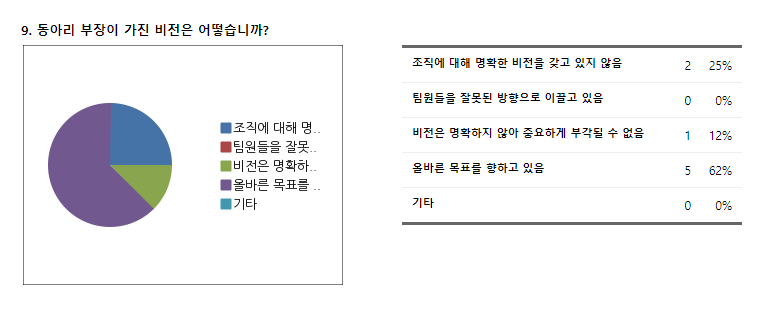 9. 동아리 부장이 가진 비전은 어떻습니까?
조직에 대해 명..
팀원들을 잘못..
비전은 명확하..
올바른 목표를 ..
기타
조직에 대해 명확한 비전을 갖고 있지 않음 2 25%
팀원들을 잘못된 방향으로 이끌고 있음 0 0%
비전은 명확하지 않아 중요하게 부각될 수 없음 1 12%
올바른 목표를 향하고 있음 5 62%
기타 0 0%